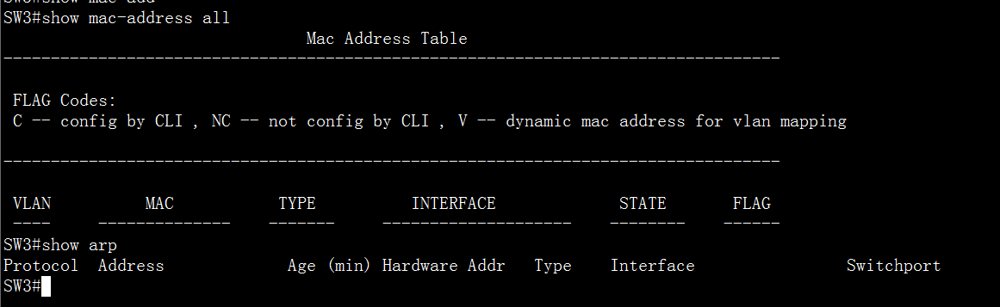 SW3#show mac-add
SW3#show mac-address all
Mac Address Table
--------------------------------------------------------------------------------
FLAG Codes:
C -- config by CLI , NC -- not config by CLI , V -- dynamic mac address for vlan mapping
--------------------------------------------------------------------------------
VLAN MAC TYPE INTERFACE STATE FLAG
---- -------------- ------- -------------------- -------- ------
SW3#show arp
Protocol Address Age (min) Hardware Addr Type Interface Switchport
SW3#